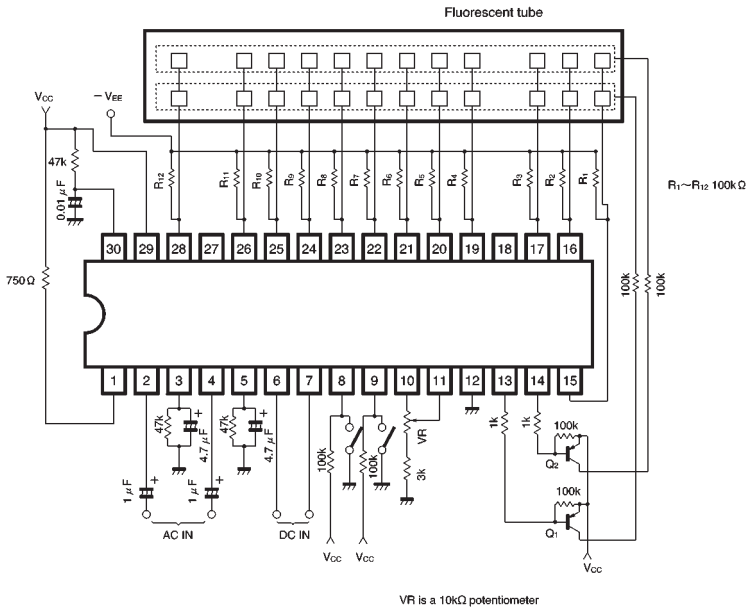 Fluorescent tube
VCC
− VEE
47k
0.01 μF
R12
R11
R10
R9
R8
R7
R6
R5
R4
R3
R2
R1
R1～R12 100kΩ
30 29 28 27 26 25 24 23 22 21 20 19 18 17 16
750Ω
100k
100k
1 2 3 4 5 6 7 8 9 10 11 12 13 14 15
47k
+
4.7 μF
47k
+
4.7 μF
100k
100k
VR
3k
1k
1k
100k
Q2
+
1 μF
+
1 μF
100k
Q1
AC IN
DC IN
VCC
VCC
VCC
VR is a 10kΩ potentiometer